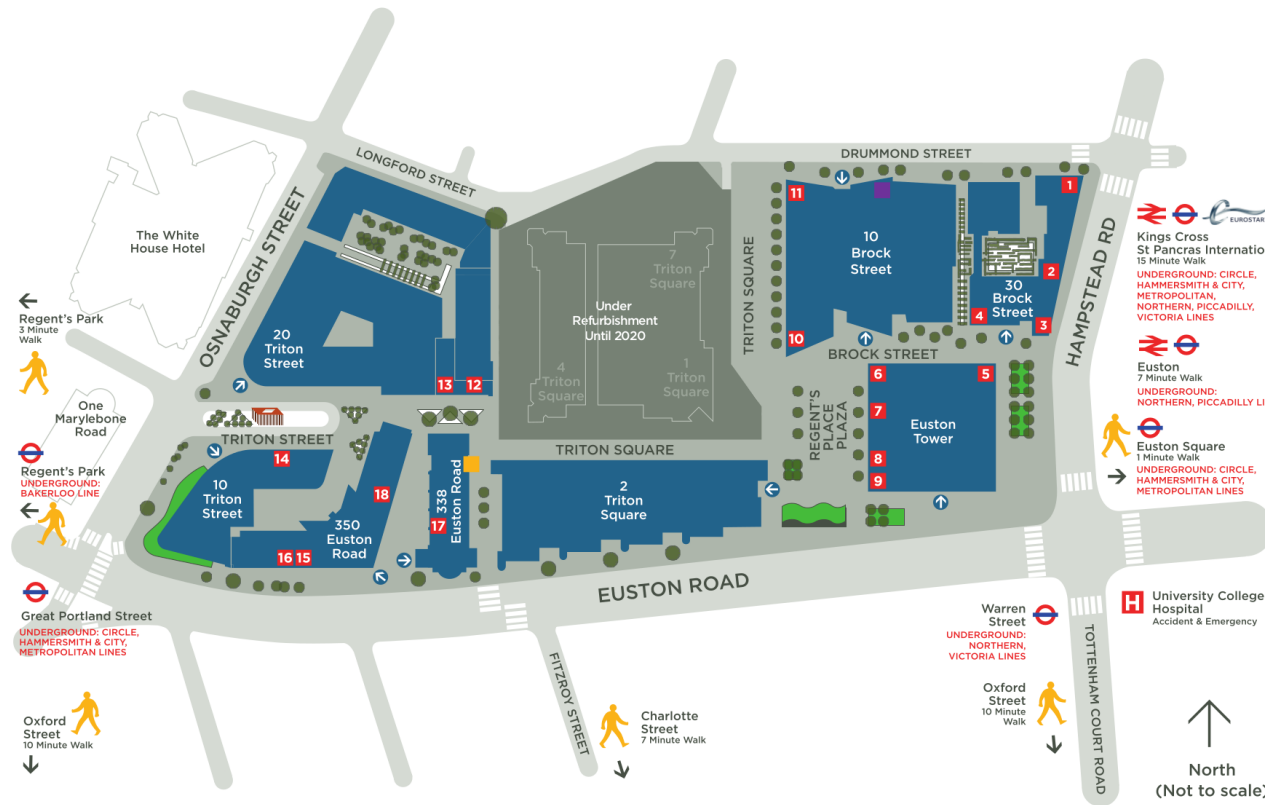 LONGFORD STREET
DRUMMOND STREET
OSNABURGH STREET
The White
House Hotel
TRITON SQUARE
HAMPSTEAD RD
1
11
10
Brock
Street
2
30
Brock
Street
4
3
10
BROCK STREET
7
Triton
Square
Under
Refurbishment
Until 2020
4
Triton
Square
1
Triton
Square
20
Triton
Street
13
12
EUROSTAR
Kings Cross
St Pancras Internatio
15 Minute Walk
UNDERGROUND: CIRCLE,
HAMMERSMITH & CITY,
METROPOLITAN,
NORTHERN, PICCADILLY,
VICTORIA LINES
Euston
7 Minute Walk
UNDERGROUND:
NORTHERN, PICCADILLY LI
Euston Square
1 Minute Walk
UNDERGROUND: CIRCLE,
HAMMERSMITH & CITY,
METROPOLITAN LINES
Regent's Park
3 Minute
Walk
One
Marylebone
Road
Regent's Park
UNDERGROUND:
BAKERLOO LINE
TRITON STREET
14
10
Triton
Street
18
350
Euston
Road
16
15
338
Euston Road
17
TRITON SQUARE
2
Triton
Square
REGENT'S
PLACE
PLAZA
6
5
7
Euston
Tower
8
9
EUSTON ROAD
Great Portland Street
UNDERGROUND: CIRCLE,
HAMMERSMITH & CITY,
METROPOLITAN LINES
Oxford
Street
10 Minute Walk
FITZROY STREET
Charlotte
Street
7 Minute Walk
Warren
Street
UNDERGROUND:
NORTHERN,
VICTORIA LINES
Oxford
Street
10 Minute
Walk
TOTTENHAM COURT ROAD
H
University College
Hospital
Accident & Emergency
North
(Not to scale)